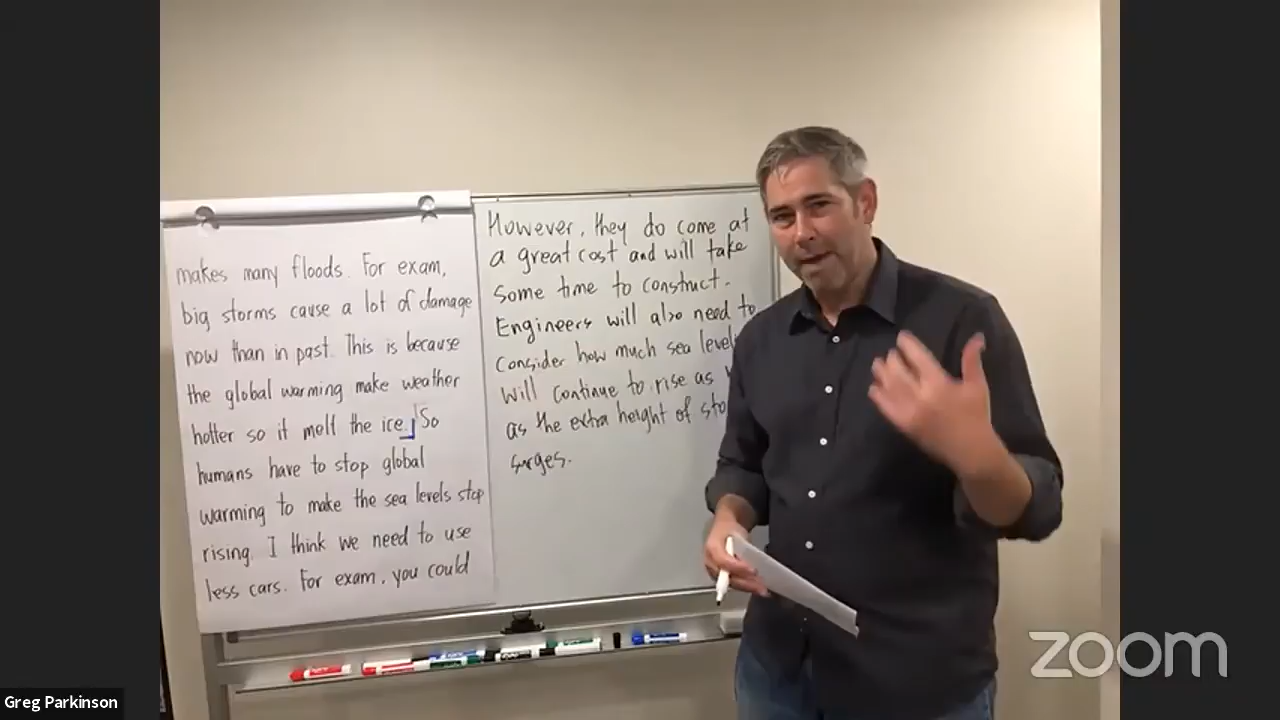 makes many floods. For exam,
big storms cause a lot of damage
now than in past. This is because
the global warming make weather
hotter so it melt the ice. So
humans have to stop global
warming to make the sea levels stop
rising. I think we need to use
less cars. For exam, you could
However, they do come at
a great cost and will take
some time to construct.
Engineers will also need to
consider how much sea level
will continue to rise as
as the extra height of
surges.
zoom
Greg Parkinson